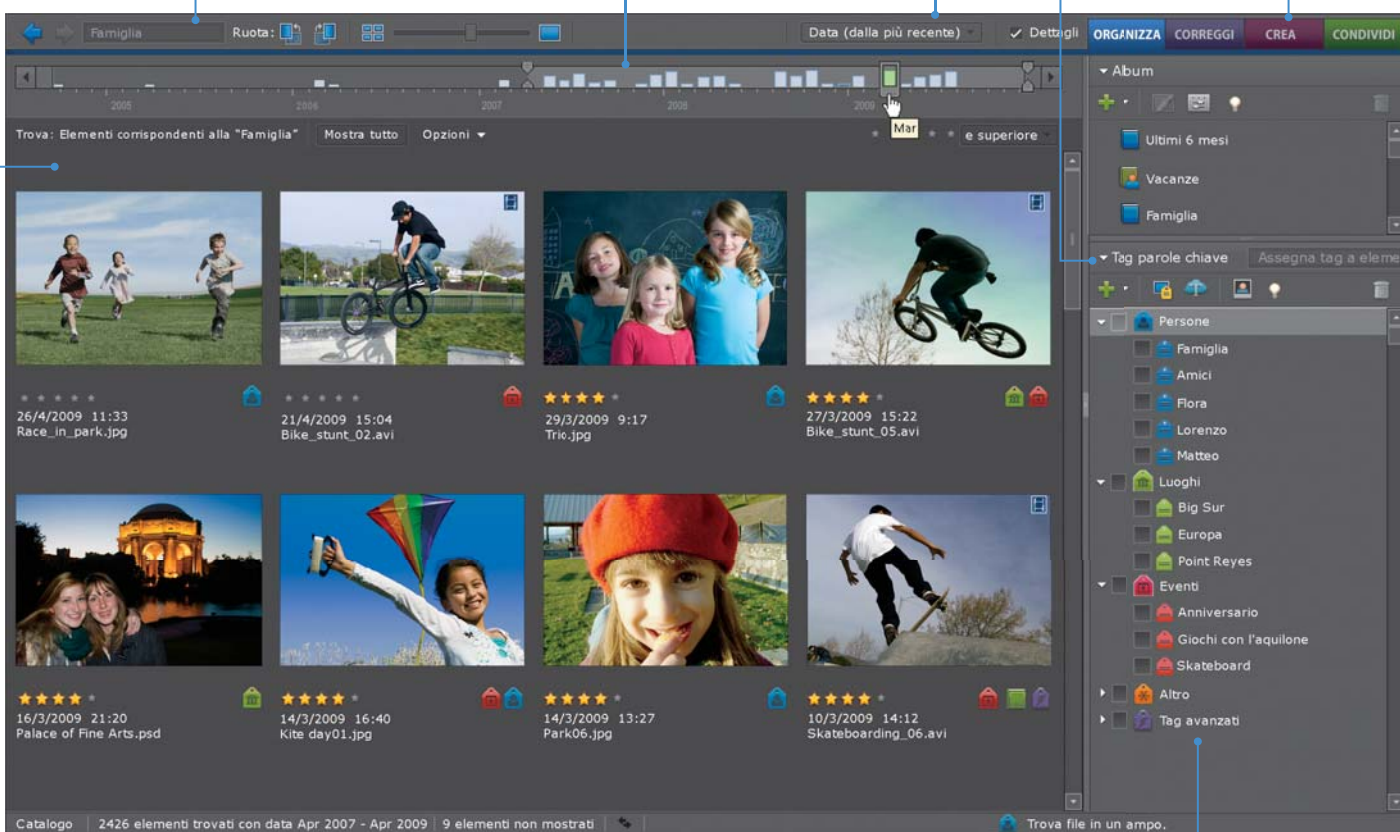 Famiglia
Ruota:
Data (dalla più recente)
Dettagli
ORGANIZZA
CORREGGI
CREA
CONDIVIDI
Album
2005
2006
2007
2008
2009
Mar
Trova: Elementi corrispondenti alla "Famiglia"
Mostra tutto
Opzioni
e superiore
Ultimi 6 mesi
Vacanze
Famiglia
Tag parole chiave
Assegna tag a eleme
26/4/2009 11:33
Race_in_park.jpg
21/4/2009 15:04
Bike_stunt_02.avi
29/3/2009 9:17
Trio.jpg
27/3/2009 15:22
Bike_stunt_05.avi
16/3/2009 21:20
Palace of Fine Arts.psd
14/3/2009 16:40
Kite day01.jpg
14/3/2009 13:27
Park06.jpg
10/3/2009 14:12
Skateboarding_06.avi
Persone
Famiglia
Amici
Flora
Lorenzo
Matteo
Luoghi
Big Sur
Europa
Point Reyes
Eventi
Anniversario
Giochi con l'aquilone
Skateboard
Altro
Tag avanzati
Catalogo
2426 elementi trovati con data Apr 2007 - Apr 2009
9 elementi non mostrati
Trova file in un ampo.